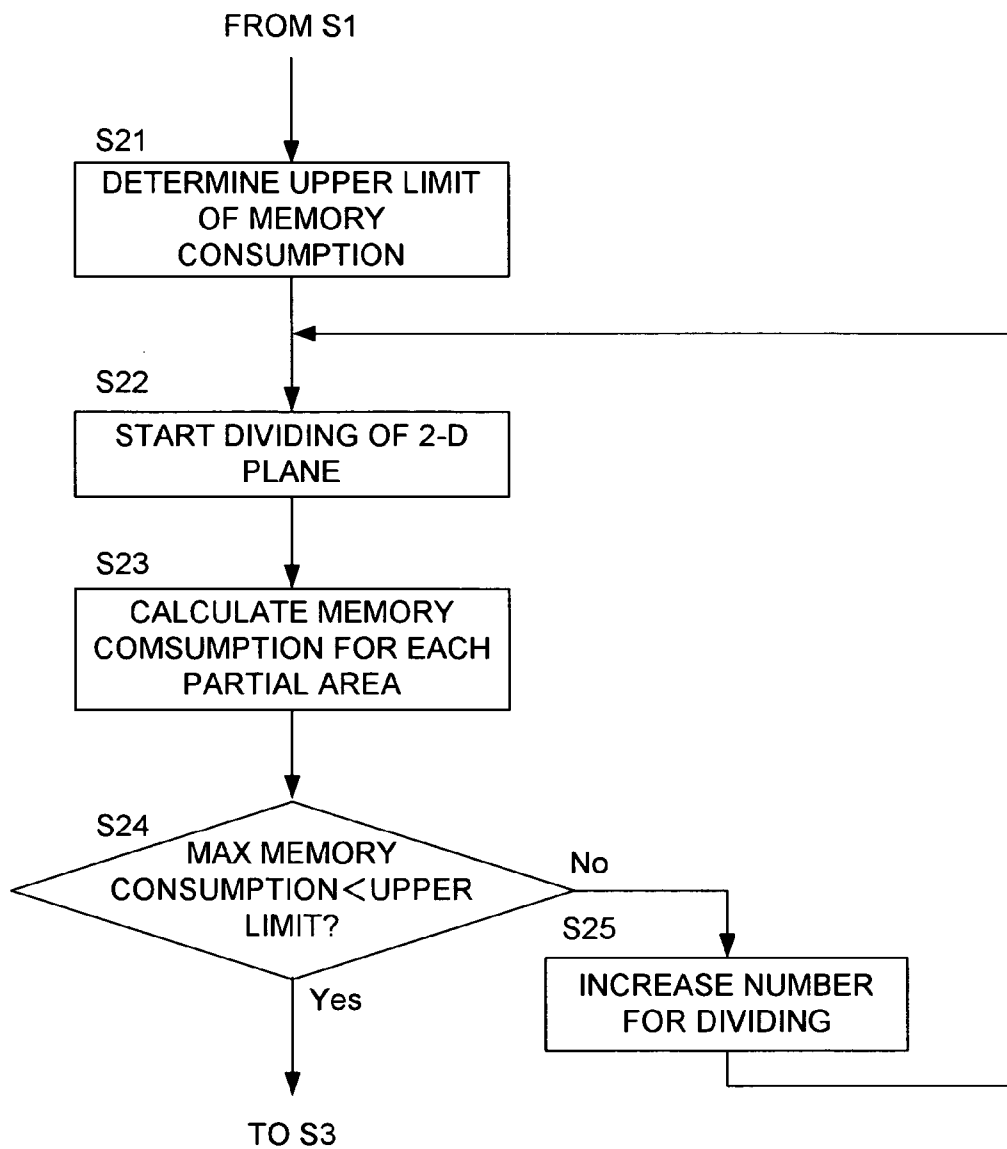 FROM S1
S21
DETERMINE UPPER LIMIT
OF MEMORY
CONSUMPTION
S22
START DIVIDING OF 2-D
PLANE
S23
CALCULATE MEMORY
COMSUMPTION FOR EACH
PARTIAL AREA
S24
MAX MEMORY
CONSUMPTION<UPPER
LIMIT?
No
Yes
S25
INCREASE NUMBER
FOR DIVIDING
TO S3